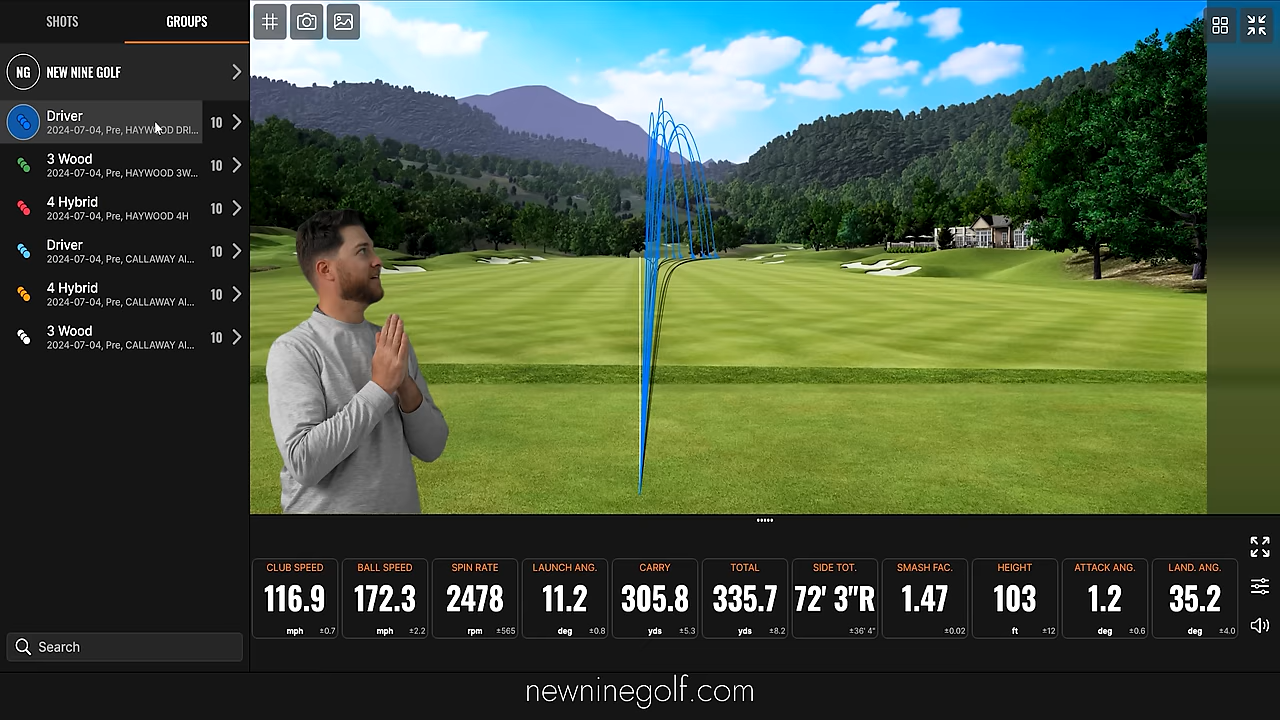 SHOTS GROUPS
NG NEW NINE GOLF
Driver
2024-07-04, Pre, HAYWOOD DRI... 10
3 Wood
2024-07-04, Pre, HAYWOOD 3W... 10
4 Hybrid
2024-07-04, Pre, HAYWOOD 4H 10
Driver
2024-07-04, Pre, CALLAWAY AI... 10
4 Hybrid
2024-07-04, Pre, CALLAWAY AI... 10
3 Wood
2024-07-04, Pre, CALLAWAY AI... 10
Search
CLUB SPEED BALL SPEED SPIN RATE LAUNCH ANG. CARRY TOTAL SIDE TOT. SMASH FAC. HEIGHT ATTACK ANG. LAND. ANG.
116.9 172.3 2478 11.2 305.8 335.7 72' 3"R 1.47 103 1.2 35.2
mph ±0.7 mph ±2.2 rpm ±565 deg ±0.8 yds ±5.3 yds ±8.2 ±36' 4" ±0.02 ft ±12 deg ±0.6 deg ±4.0
newninegolf.com